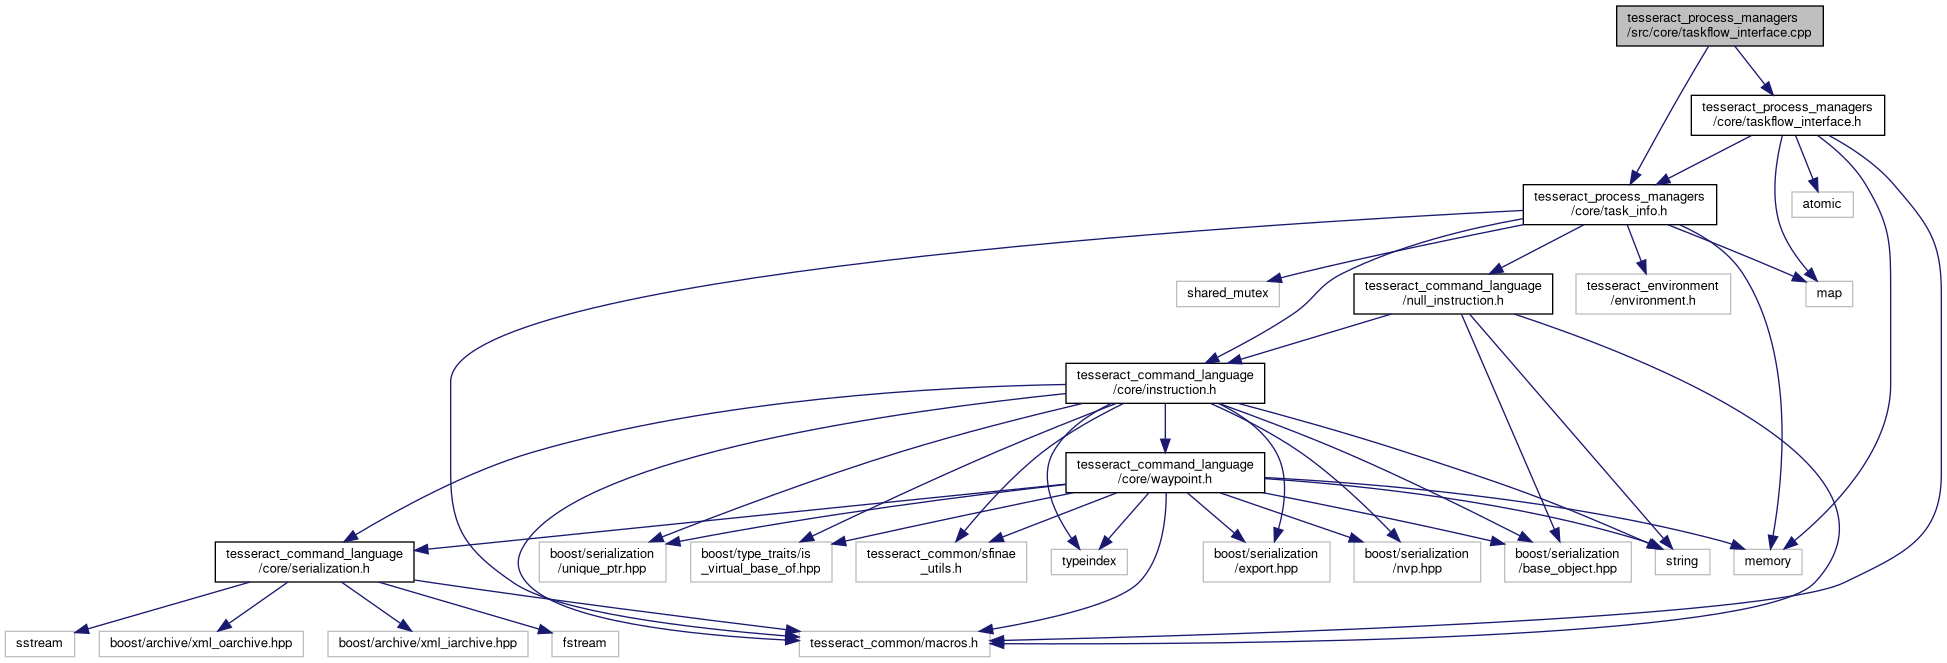 tesseract_process_managers
/src/core/taskflow_interface.cpp
tesseract_process_managers
/core/taskflow_interface.h
tesseract_process_managers
/core/task_info.h
atomic
shared_mutex
tesseract_command_language
/null_instruction.h
tesseract_environment
/environment.h
map
tesseract_command_language
/core/instruction.h
tesseract_command_language
/core/waypoint.h
tesseract_command_language
/core/serialization.h
boost/serialization
/unique_ptr.hpp
boost/type_traits/is
_virtual_base_of.hpp
tesseract_common/sfinae
_utils.h
typeindex
boost/serialization
/export.hpp
boost/serialization
/nvp.hpp
boost/serialization
/base_object.hpp
string
memory
sstream
boost/archive/xml_oarchive.hpp
boost/archive/xml_iarchive.hpp
fstream
tesseract_common/macros.h